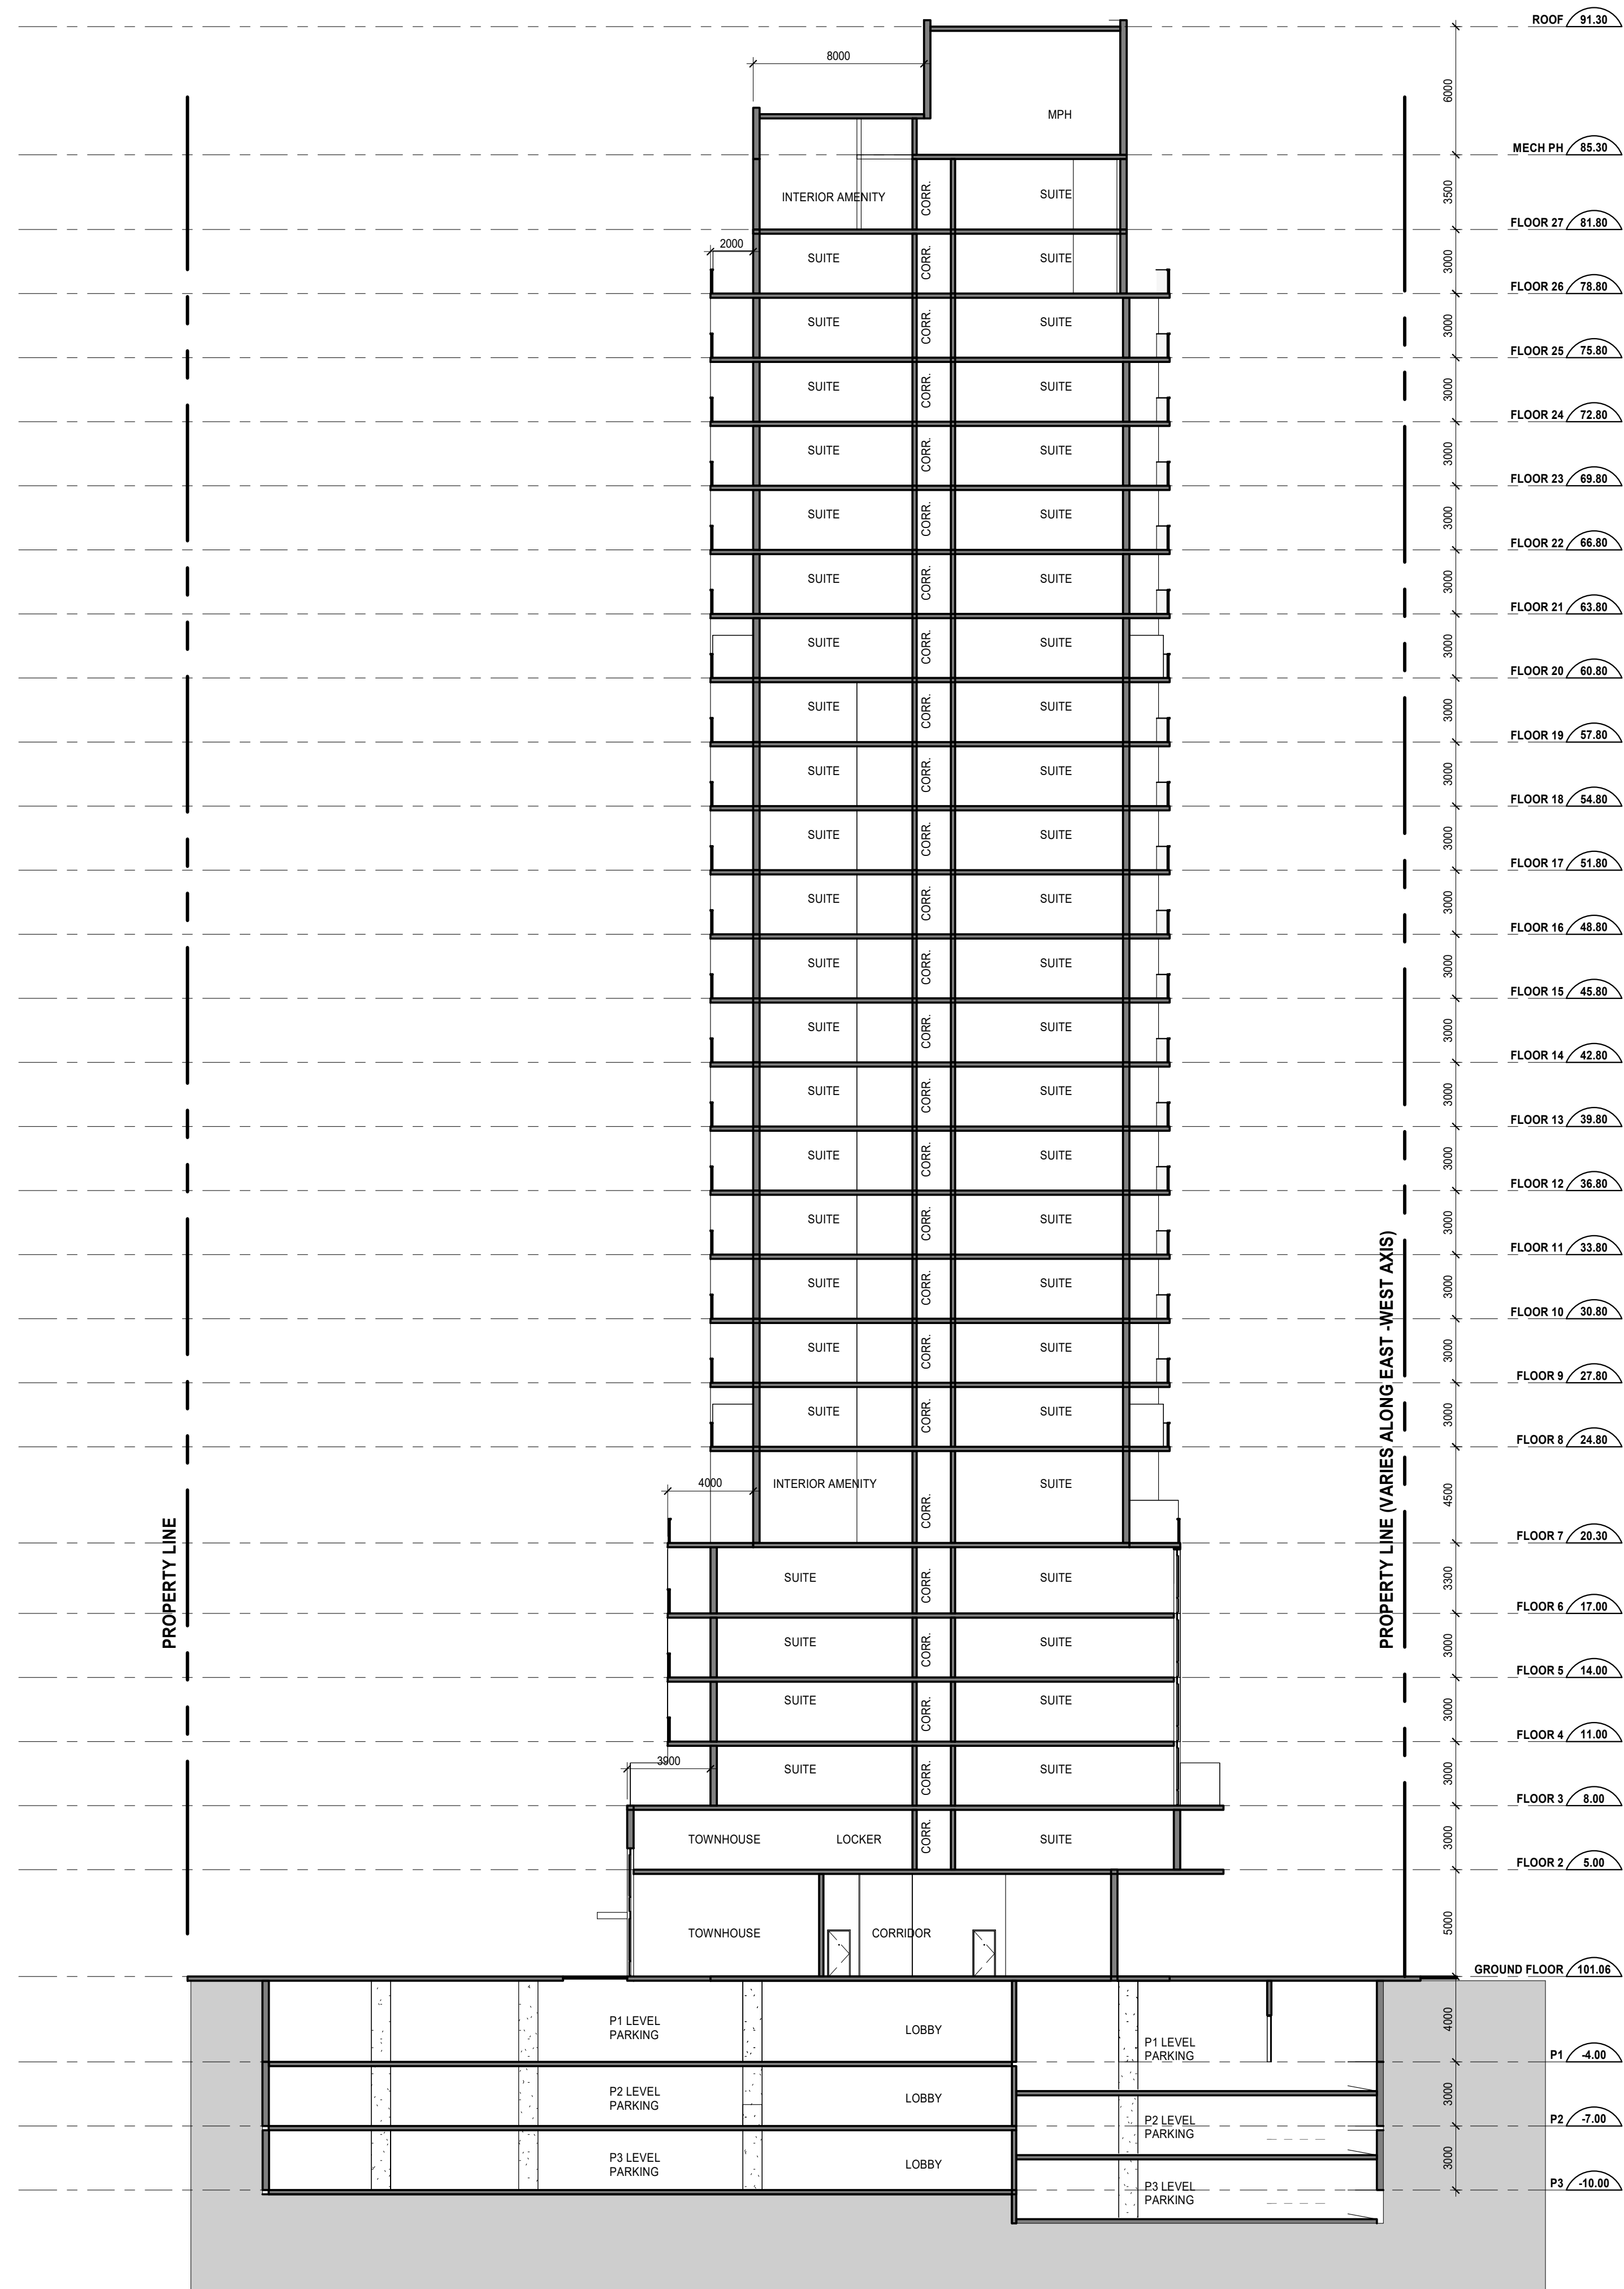 ROOF 91.30
8000
6000
MPH
MECH PH 85.30
3500
INTERIOR AMENITY CORR. SUITE
FLOOR 27 81.80
2000
3000
SUITE CORR. SUITE
FLOOR 26 78.80
3000
SUITE CORR. SUITE
FLOOR 25 75.80
3000
SUITE CORR. SUITE
FLOOR 24 72.80
3000
SUITE CORR. SUITE
FLOOR 23 69.80
3000
SUITE CORR. SUITE
FLOOR 22 66.80
3000
SUITE CORR. SUITE
FLOOR 21 63.80
3000
SUITE CORR. SUITE
FLOOR 20 60.80
3000
SUITE CORR. SUITE
FLOOR 19 57.80
3000
SUITE CORR. SUITE
FLOOR 18 54.80
3000
SUITE CORR. SUITE
FLOOR 17 51.80
3000
SUITE CORR. SUITE
FLOOR 16 48.80
3000
SUITE CORR. SUITE
FLOOR 15 45.80
3000
SUITE CORR. SUITE
FLOOR 14 42.80
3000
SUITE CORR. SUITE
FLOOR 13 39.80
3000
SUITE CORR. SUITE
FLOOR 12 36.80
3000
SUITE CORR. SUITE
FLOOR 11 33.80
3000
SUITE CORR. SUITE
FLOOR 10 30.80
3000
SUITE CORR. SUITE
FLOOR 9 27.80
3000
SUITE CORR. SUITE
FLOOR 8 24.80
4000
4500
INTERIOR AMENITY CORR. SUITE
FLOOR 7 20.30
PROPERTY LINE
PROPERTY LINE (VARIES ALONG EAST -WEST AXIS)
3300
SUITE CORR. SUITE
FLOOR 6 17.00
3000
SUITE CORR. SUITE
FLOOR 5 14.00
3000
SUITE CORR. SUITE
FLOOR 4 11.00
3900
3000
SUITE CORR. SUITE
FLOOR 3 8.00
3000
TOWNHOUSE LOCKER CORR. SUITE
FLOOR 2 5.00
5000
TOWNHOUSE CORRIDOR
GROUND FLOOR 101.06
4000
P1 LEVEL
PARKING
LOBBY
P1 LEVEL
PARKING
P1 -4.00
3000
P2 LEVEL
PARKING
LOBBY
P2 LEVEL
PARKING
P2 -7.00
3000
P3 LEVEL
PARKING
LOBBY
P3 LEVEL
PARKING
P3 -10.00